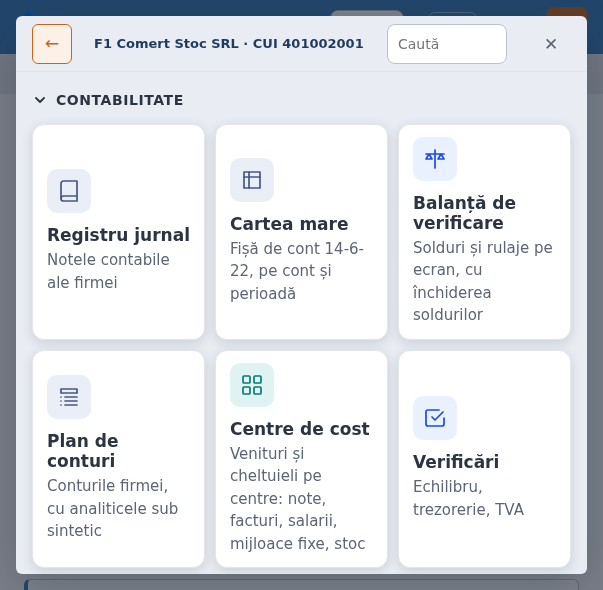 ← F1 Comert Stoc SRL · CUI 401002001 Caută ✕
CONTABILITATE
Registru journal
Notele contabile
ale firmei
Cartea mare
Fișă de cont 14-6-
22, pe cont și
perioadă
Balanță de
verificare
Solduri și rulaje pe
ecran, cu
închiderea
soldurilor
Plan de
conturi
Conturile firmei,
cu analiticele sub
sintetic
Centre de cost
Venituri și
cheltuieli pe
centre: note,
facturi, salarii,
mijloace fixe, stoc
Verificări
Echilibru,
trezorerie, TVA